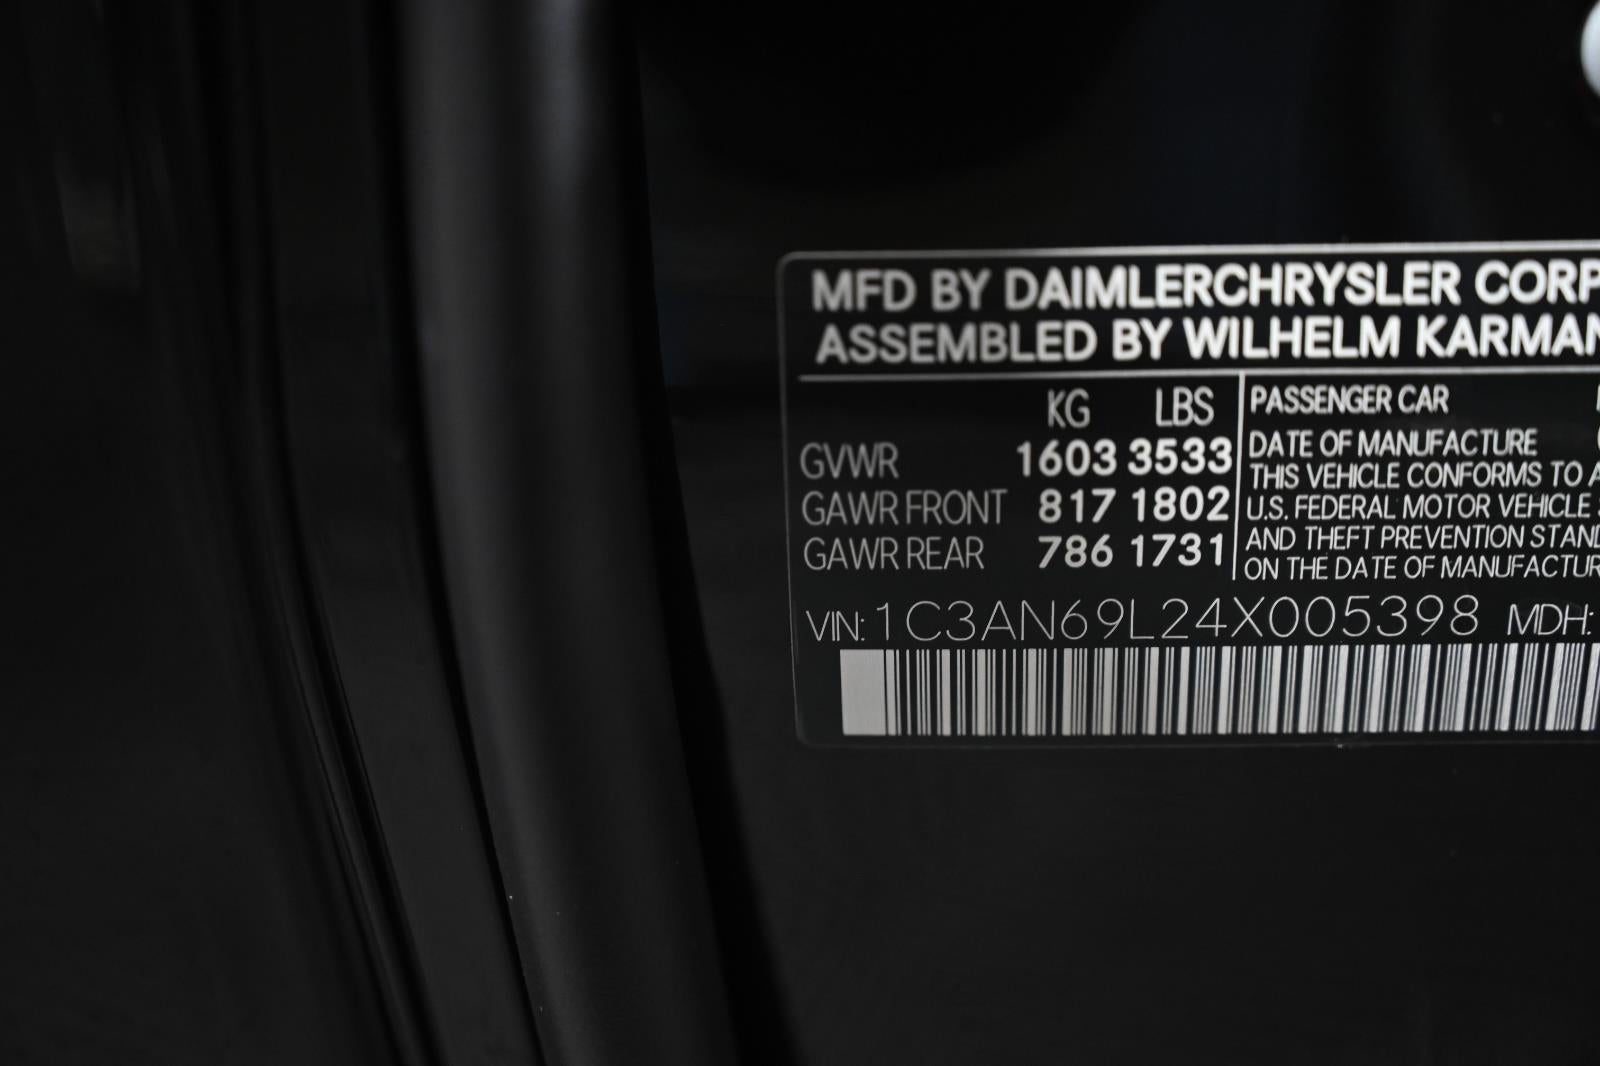 MFD BY DAIMLERCHRYSLER CORP
ASSEMBLED BY WILHELM KARMAN
KG LBS
GVWR 1603 3533
GAWR FRONT 817 1802
GAWR REAR 786 1731
PASSENGER CAR
DATE OF MANUFACTURE
THIS VEHICLE CONFORMS TO A
U.S. FEDERAL MOTOR VEHICLE S
AND THEFT PREVENTION STAND
ON THE DATE OF MANUFACTUR
VIN: 1C3AN69L24X005398 MDH: